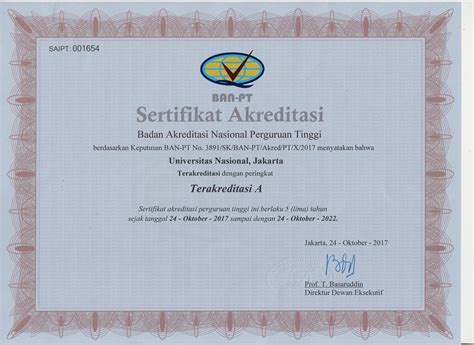 SAIPT: 001654
BAN-PT
Sertifikat Akreditasi
Badan Akreditasi Nasional Perguruan Tinggi
berdasarkan Keputusan BAN-PT No. 3891/SK/BAN-PT/Akred/PT/X/2017 menyatakan bahwa
Universitas Nasional, Jakarta
Terakreditasi dengan peringkat
Terakreditasi A
Sertifikat akreditasi perguruan tinggi ini berlaku 5 (lima) tahun
sejak tanggal 24 - Oktober - 2017 sampai dengan 24 - Oktober - 2022.
Jakarta, 24 - Oktober - 2017
Prof. T. Basaruddin
Direktur Dewan Eksekutif